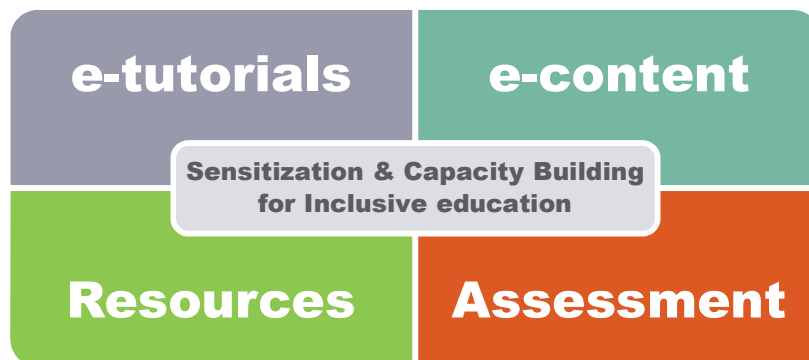 e-tutorials
e-content
Sensitization & Capacity Building
for Inclusive education
Resources
Assessment